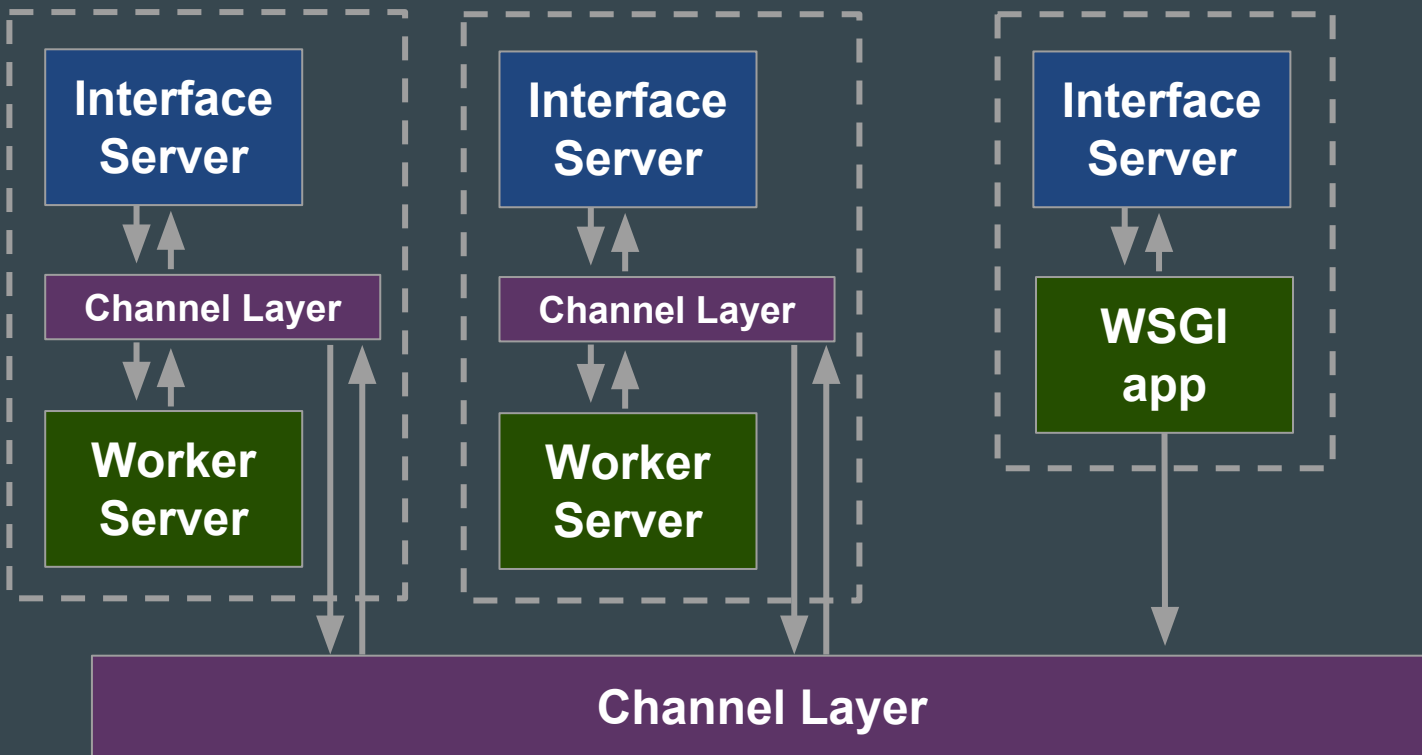 Interface
Server
Channel Layer
Worker
Server
Interface
Server
Channel Layer
Worker
Server
Interface
Server
WSGI
app
Channel Layer